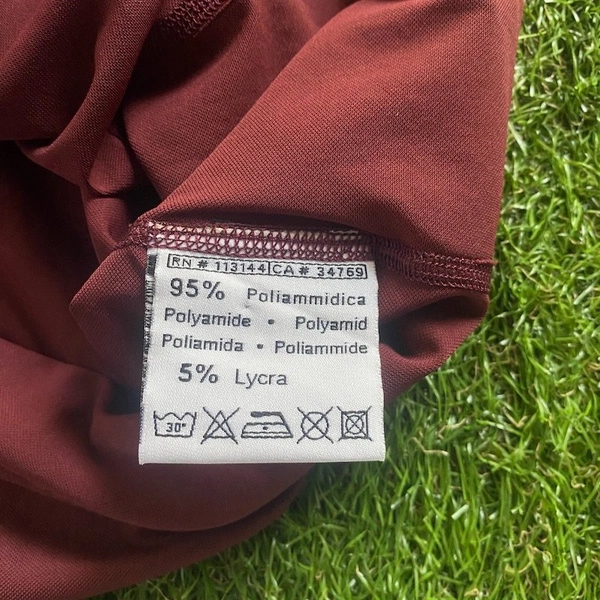 RN # 113144 CA # 34769
95% Poliammidica
Polyamide • Polyamid
Poliamida • Poliammide
5% Lycra
30°